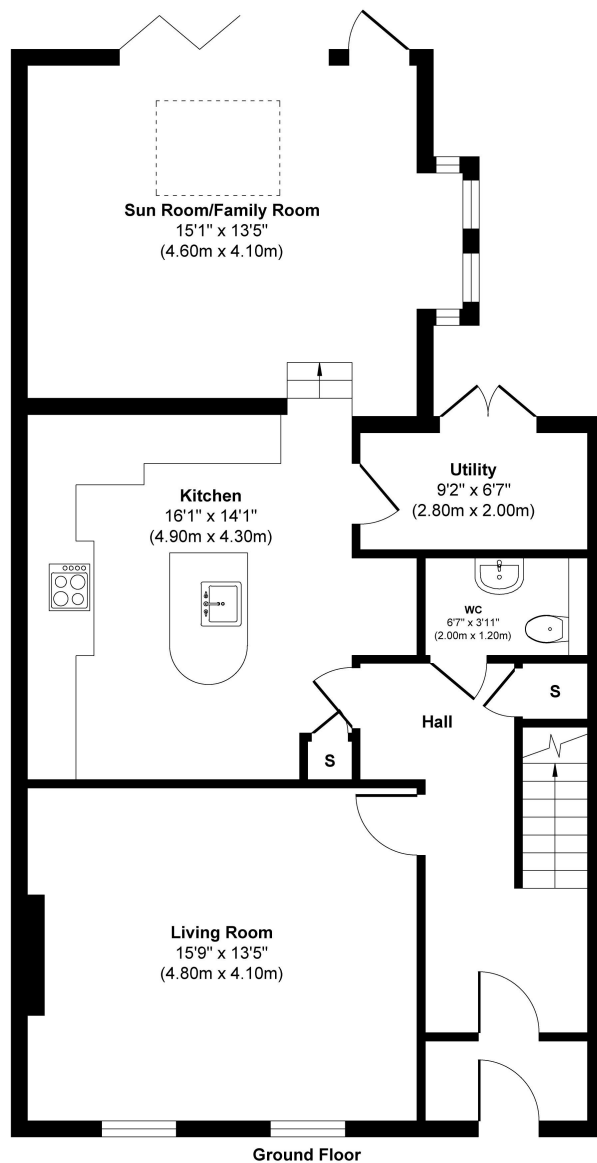 Sun Room/Family Room
15'1" x 13'5"
(4.60m x 4.10m)
Kitchen
16'1" x 14'1"
(4.90m x 4.30m)
Utility
9'2" x 6'7"
(2.80m x 2.00m)
WC
6'7" x 3'11"
(2.00m x 1.20m)
S
Hall
S
Living Room
15'9" x 13'5"
(4.80m x 4.10m)
Ground Floor